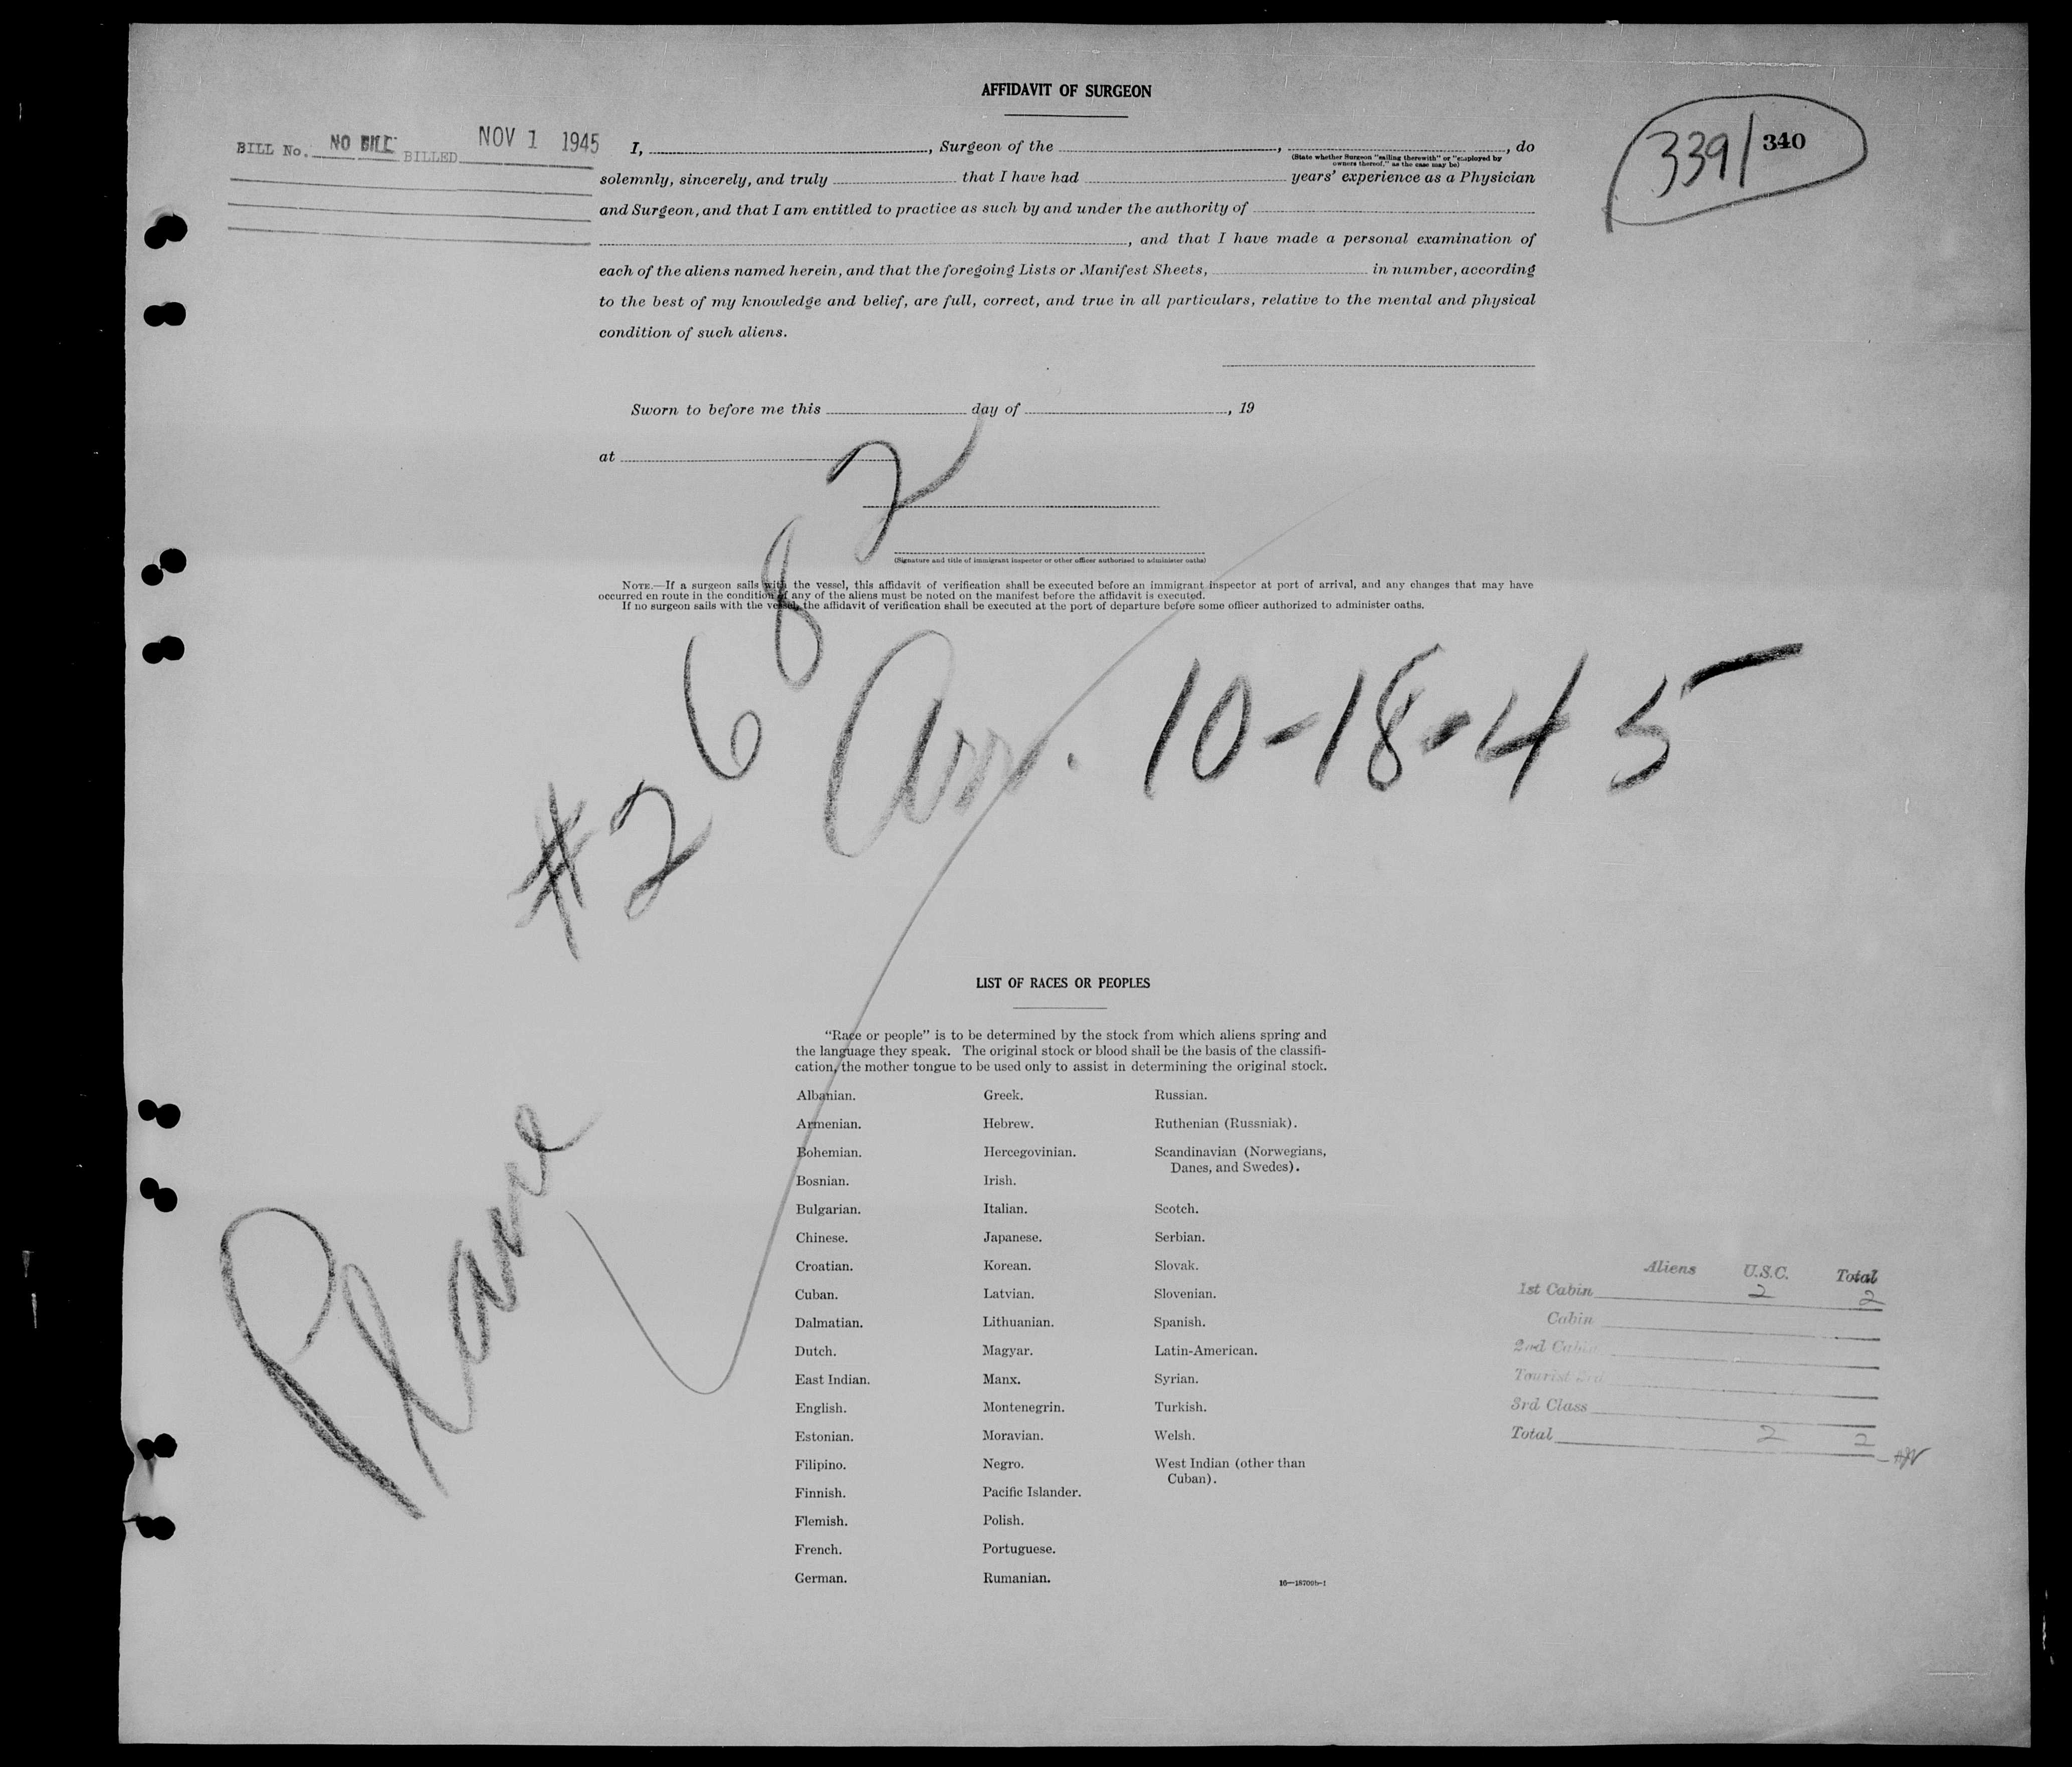 AFFIDAVIT OF SURGEON
BILL No. NO BILL BILLED NOV 1 1945
339/ 340
I, , Surgeon of the , , do
(State whether Surgeon "sailing therewith" or "employed by
owners thereof," as the case may be)
solemnly, sincerely, and truly that I have had years' experience as a Physician
and Surgeon, and that I am entitled to practice as such by and under the authority of
, and that I have made a personal examination of
each of the aliens named herein, and that the foregoing Lists or Manifest Sheets, in number, according
to the best of my knowledge and belief, are full, correct, and true in all particulars, relative to the mental and physical
condition of such aliens.
Sworn to before me this day of , 19
at
(Signature and title of immigrant inspector or other officer authorized to administer oaths)
NOTE.—If a surgeon sails with the vessel, this affidavit of verification shall be executed before an immigrant inspector at port of arrival, and any changes that may have
occurred en route in the condition of any of the aliens must be noted on the manifest before the affidavit is executed.
If no surgeon sails with the vessel, the affidavit of verification shall be executed at the port of departure before some officer authorized to administer oaths.
#2682
Arr. 10-18-45
Plane
LIST OF RACES OR PEOPLES
"Race or people" is to be determined by the stock from which aliens spring and
the language they speak. The original stock or blood shall be the basis of the classifi-
cation, the mother tongue to be used only to assist in determining the original stock.
Albanian. Greek. Russian.
Armenian. Hebrew. Ruthenian (Russniak).
Bohemian. Hercegovinian. Scandinavian (Norwegians,
Danes, and Swedes).
Bosnian. Irish.
Bulgarian. Italian. Scotch.
Chinese. Japanese. Serbian.
Croatian. Korean. Slovak.
Cuban. Latvian. Slovenian.
Dalmatian. Lithuanian. Spanish.
Dutch. Magyar. Latin-American.
East Indian. Manx. Syrian.
English. Montenegrin. Turkish.
Estonian. Moravian. Welsh.
Filipino. Negro. West Indian (other than
Cuban).
Finnish. Pacific Islander.
Flemish. Polish.
French. Portuguese.
German. Rumanian.
16—18709b-1
Aliens U.S.C. Total
1st Cabin 2 2
Cabin
2nd Cabin
Tourist 3rd
3rd Class
Total 2 2